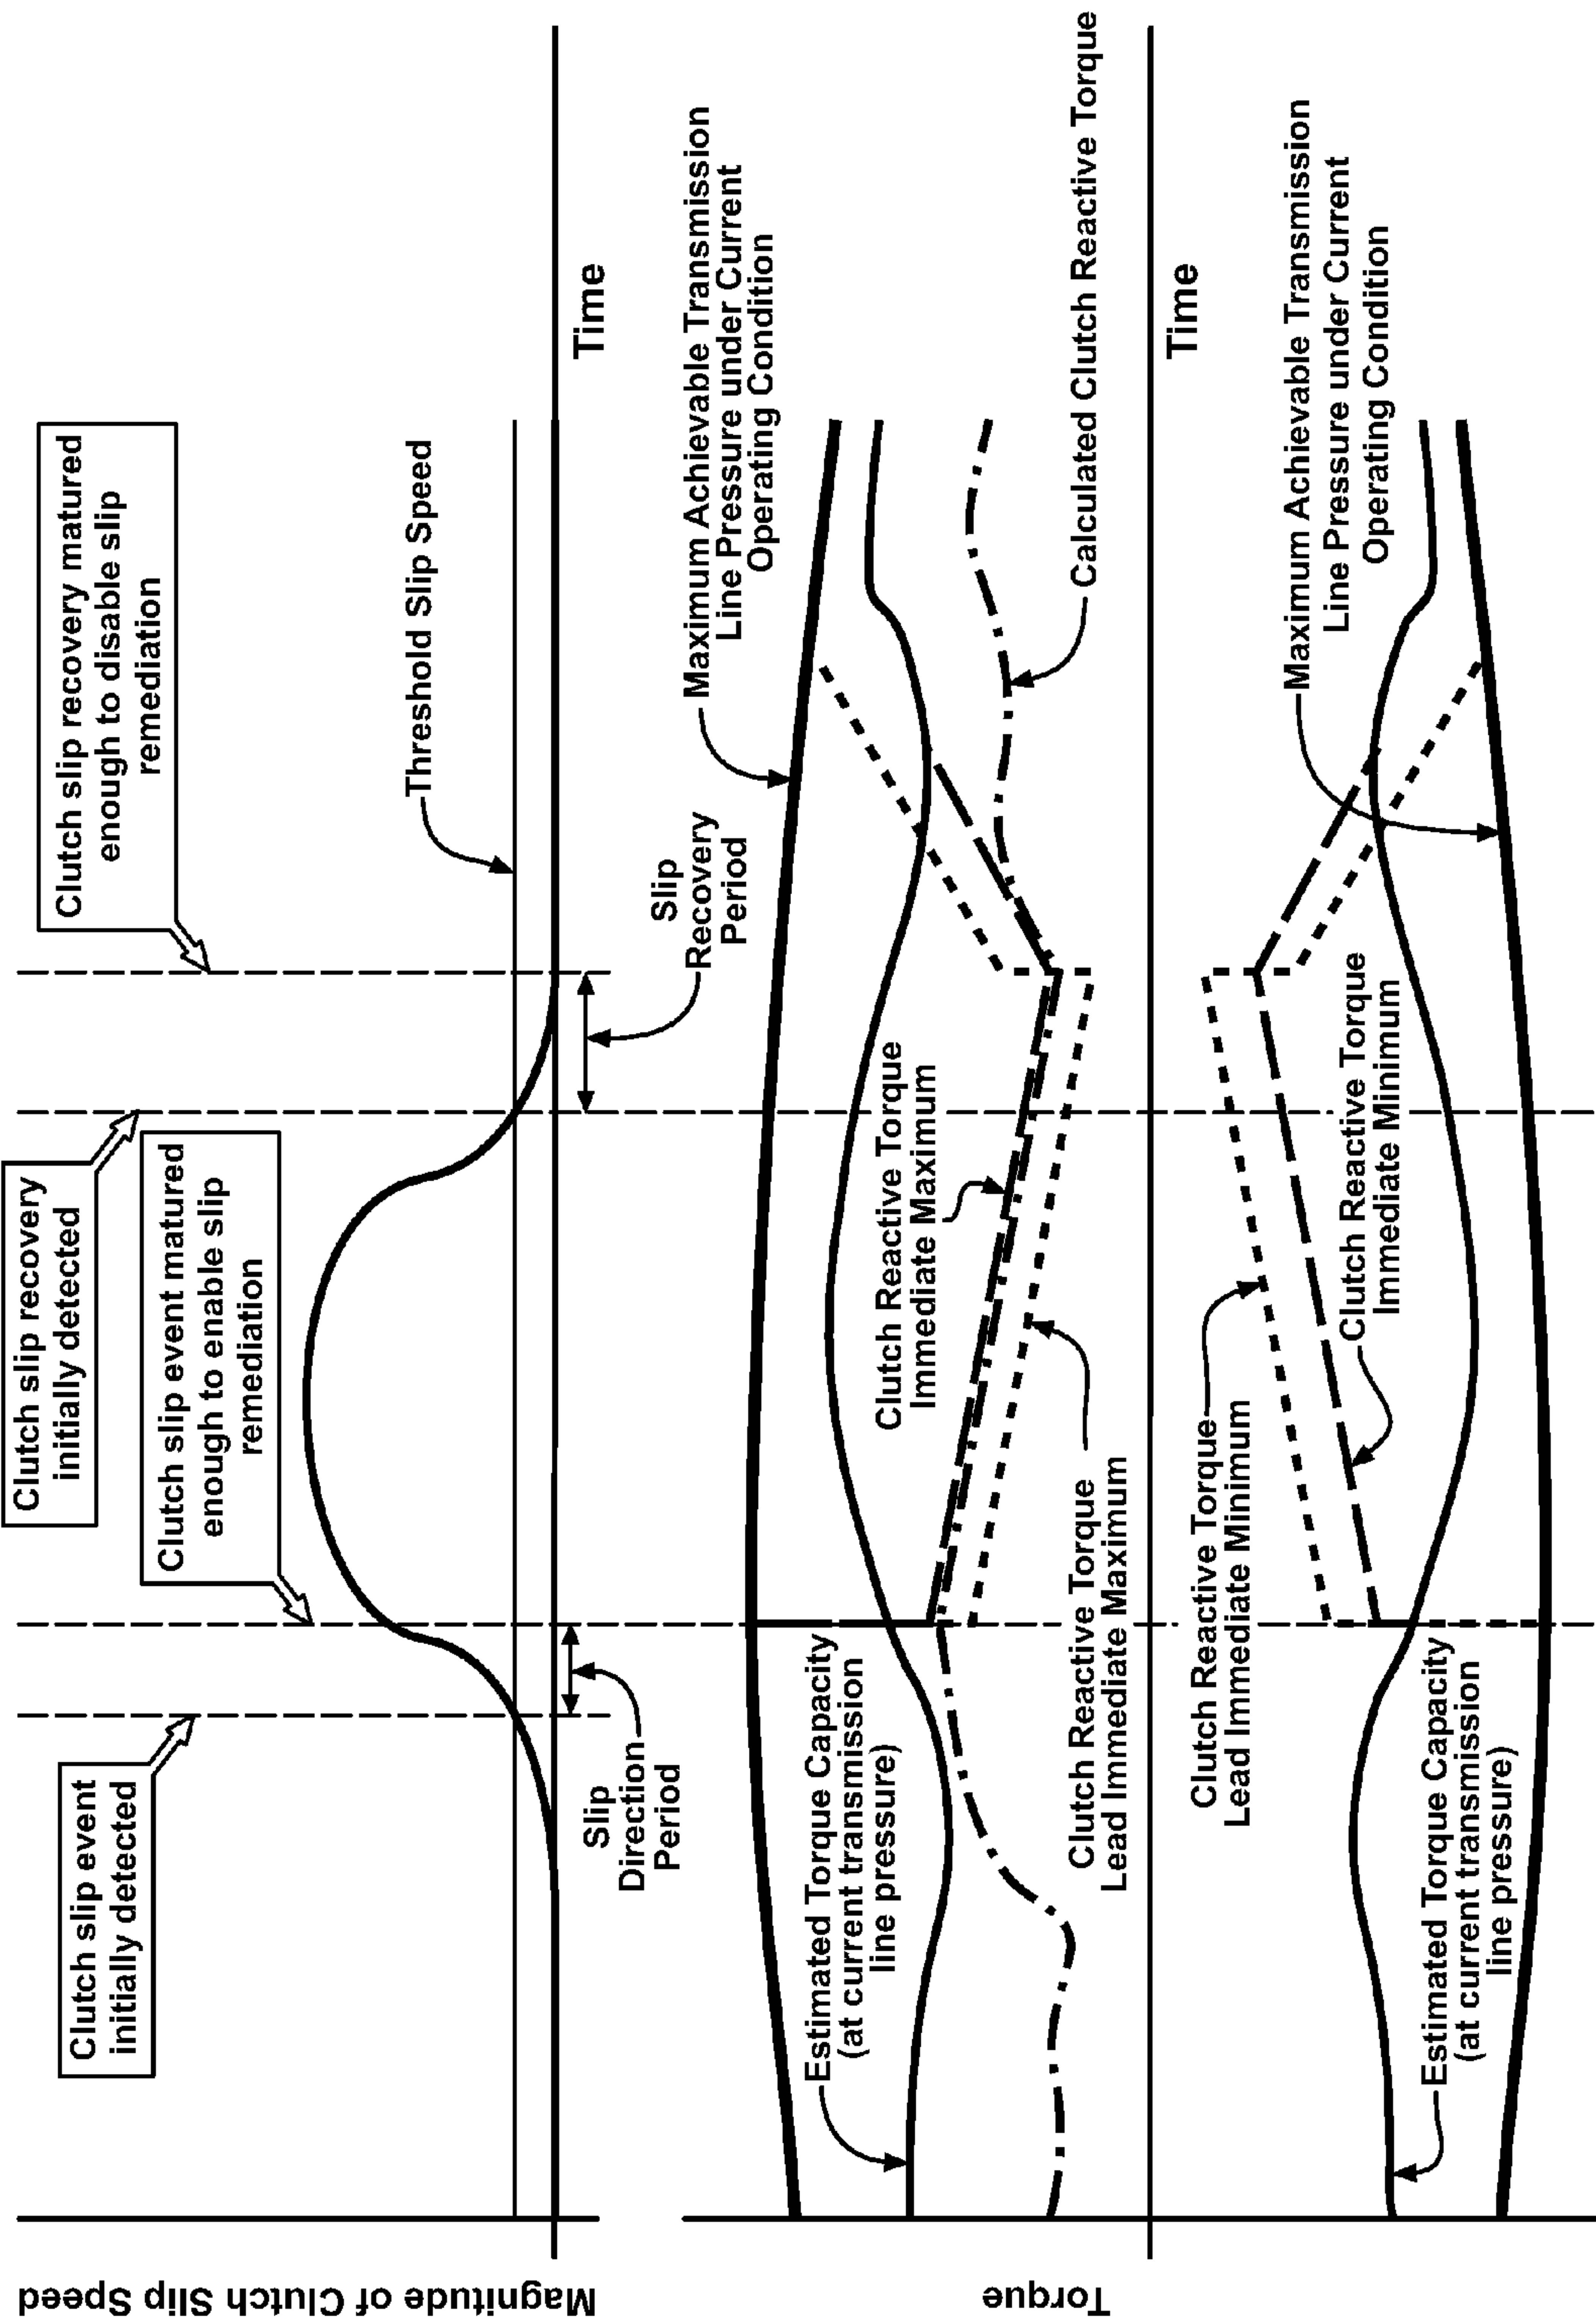 Magnitude of Clutch Slip Speed
Clutch slip event
initially detected
Clutch slip recovery
initially detected
Clutch slip event matured
enough to enable slip
remediation
Clutch slip recovery matured
enough to disable slip
remediation
Threshold Slip Speed
Time
Slip
Direction
Period
Slip
Recovery
Period
Torque
Maximum Achievable Transmission
Line Pressure under Current
Operating Condition
Estimated Torque Capacity
(at current transmission
line pressure)
Clutch Reactive Torque
Immediate Maximum
Calculated Clutch Reactive Torque
Clutch Reactive Torque
Lead Immediate Maximum
Time
Clutch Reactive Torque
Lead Immediate Minimum
Clutch Reactive Torque
Immediate Minimum
Maximum Achievable Transmission
Line Pressure under Current
Operating Condition
Estimated Torque Capacity
(at current transmission
line pressure)